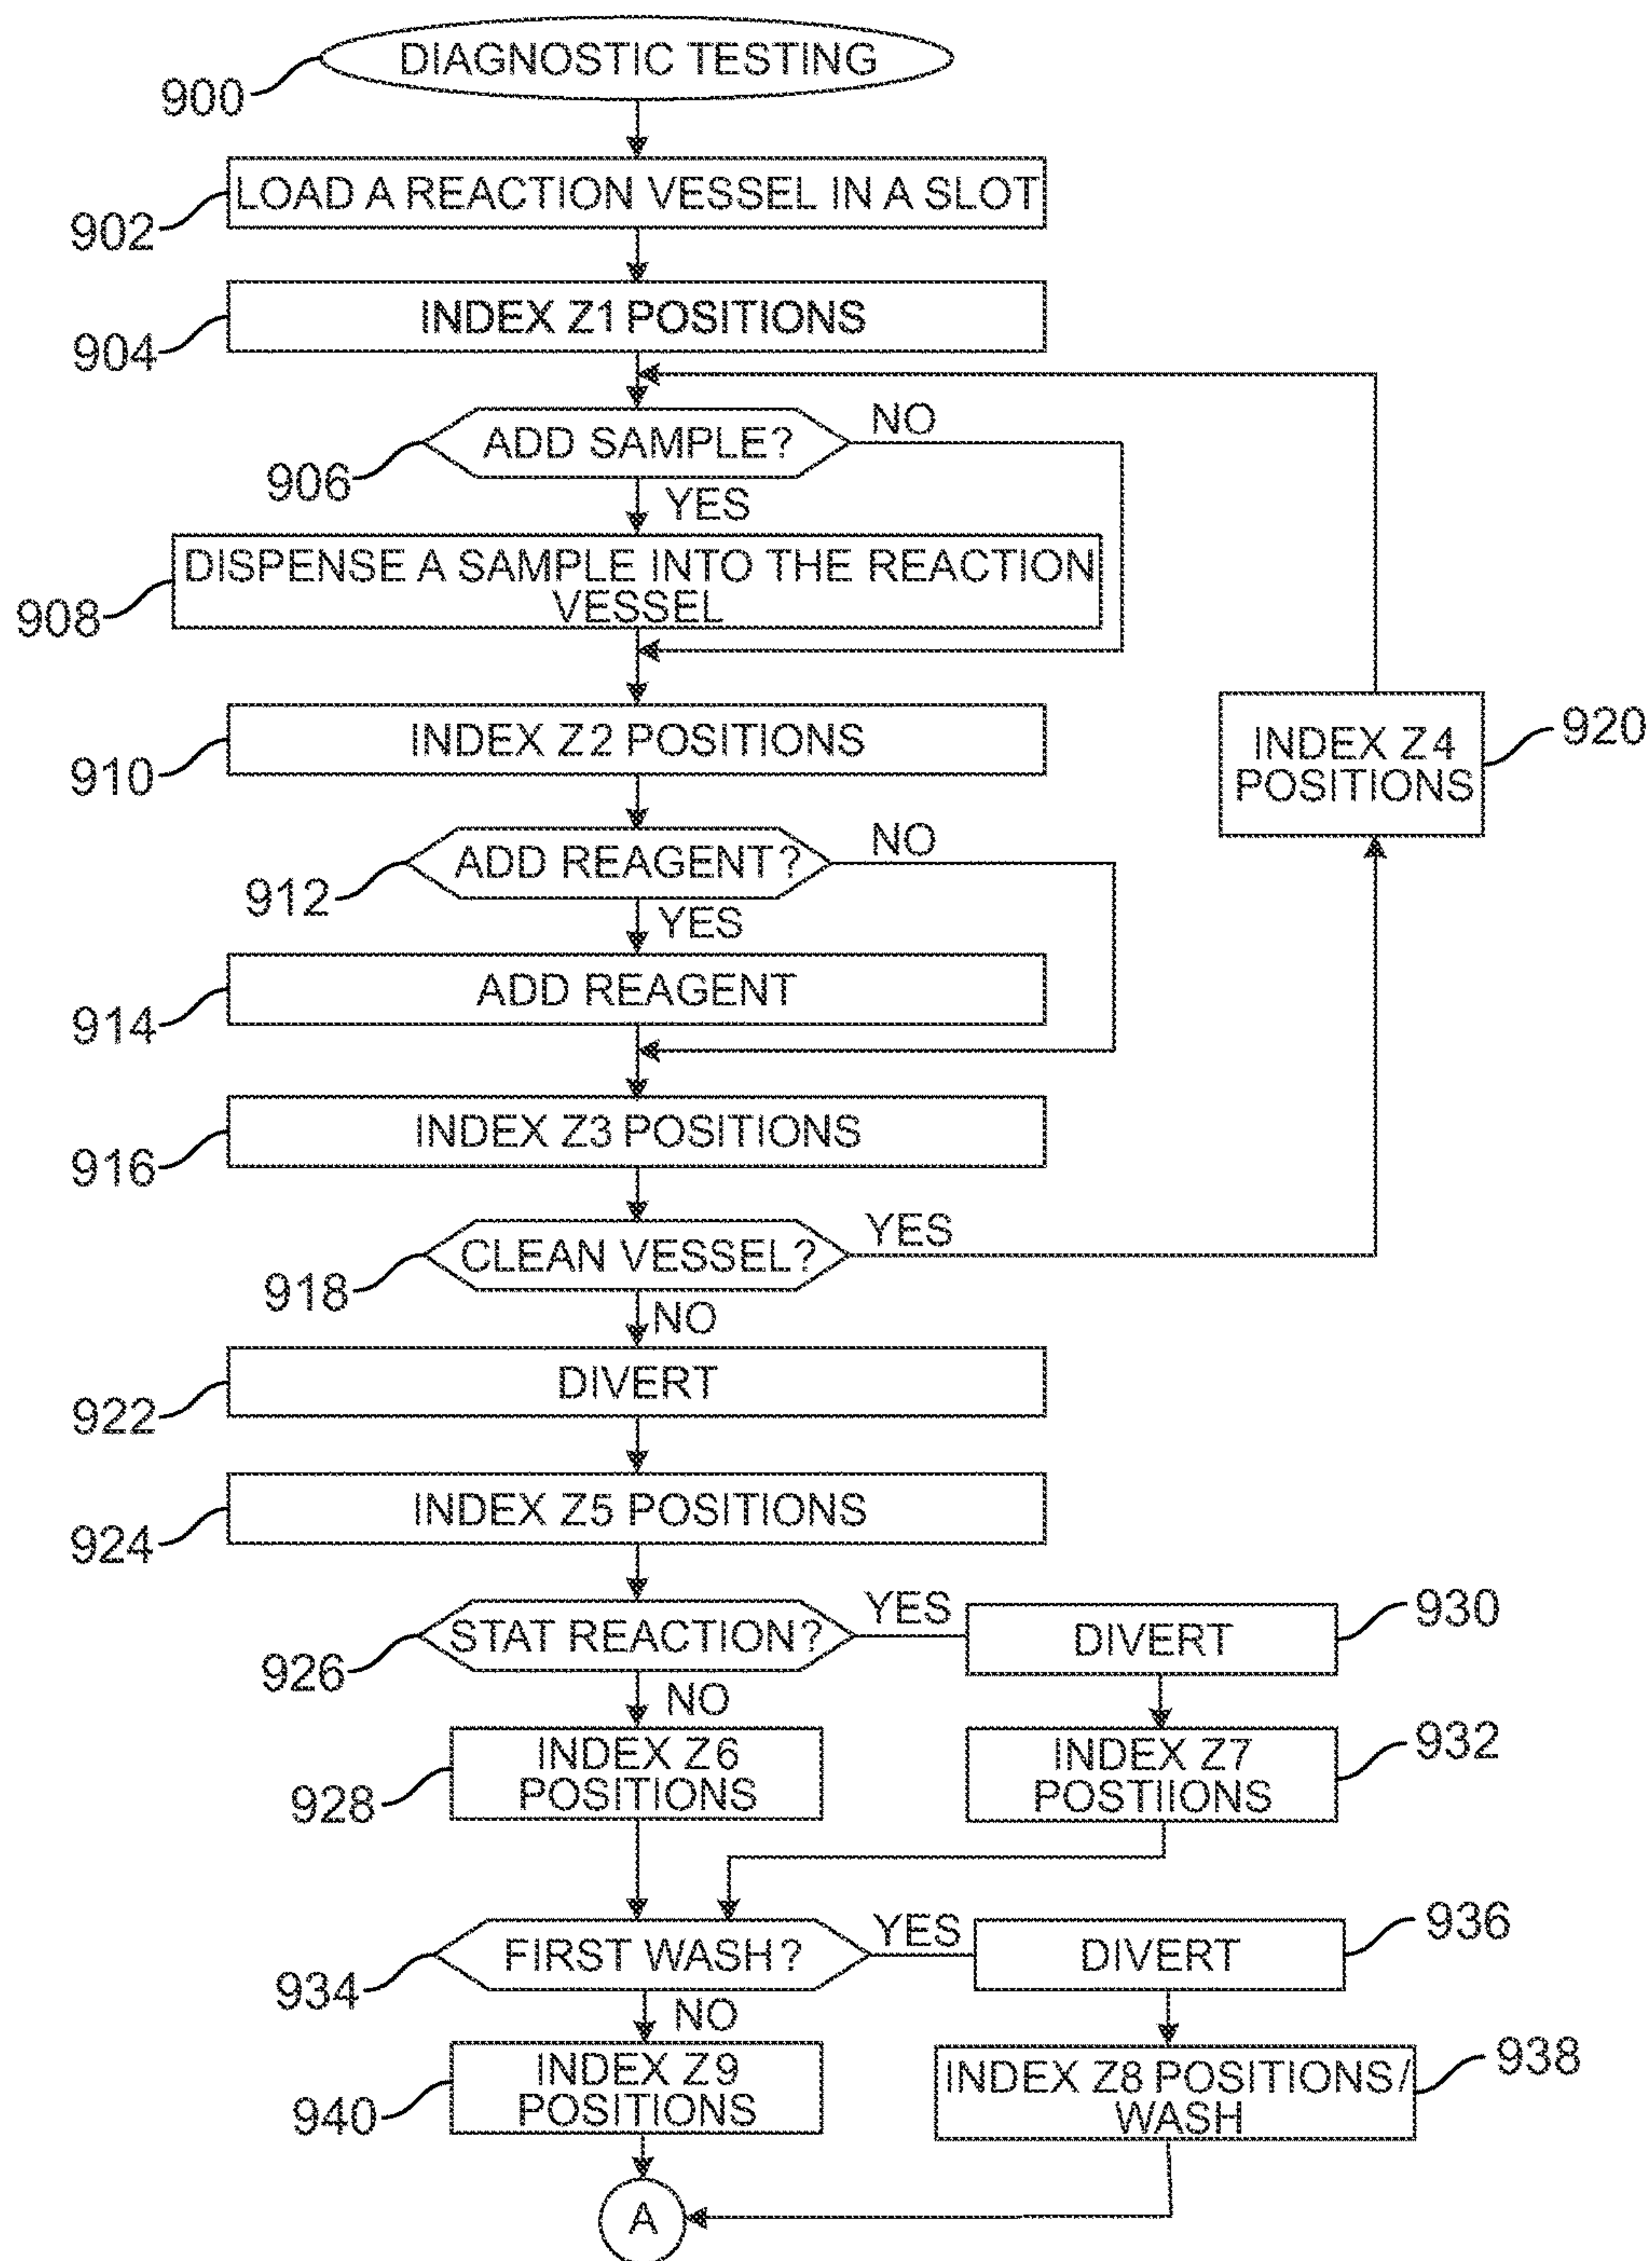 DIAGNOSTIC TESTING
900
LOAD A REACTION VESSEL IN A SLOT
902
INDEX Z1 POSITIONS
904
ADD SAMPLE?
NO
906
YES
DISPENSE A SAMPLE INTO THE REACTION
VESSEL
908
INDEX Z2 POSITIONS
910
INDEX Z4
POSITIONS
920
ADD REAGENT?
NO
912
YES
ADD REAGENT
914
INDEX Z3 POSITIONS
916
CLEAN VESSEL?
YES
918
NO
DIVERT
922
INDEX Z5 POSITIONS
924
STAT REACTION?
YES
926
DIVERT
930
NO
INDEX Z6
POSITIONS
928
INDEX Z7
POSTIIONS
932
FIRST WASH?
YES
934
DIVERT
936
NO
INDEX Z9
POSITIONS
940
INDEX Z8 POSITIONS/
WASH
938
A